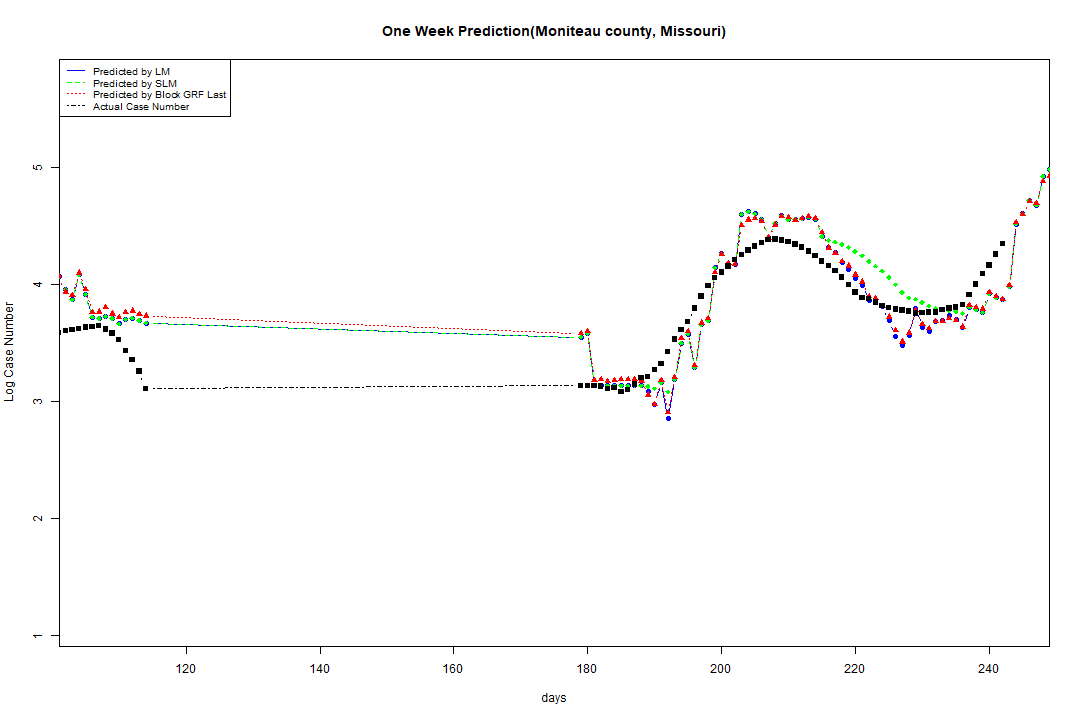 One Week Prediction(Moniteau county, Missouri)
Predicted by LM
Predicted by SLM
Predicted by Block GRF Last
Actual Case Number
Log Case Number
5
4
3
2
1
120 140 160 180 200 220 240
days